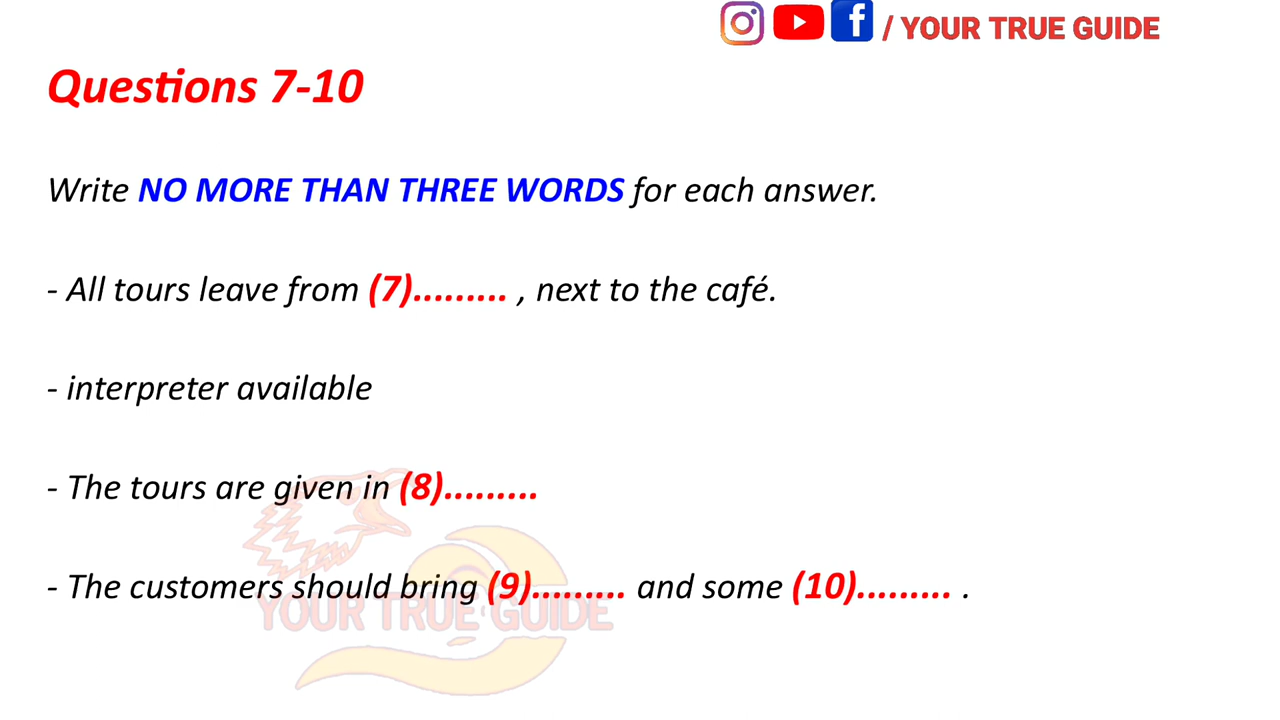 / YOUR TRUE GUIDE
Questions 7-10
Write NO MORE THAN THREE WORDS for each answer.
- All tours leave from (7)......... , next to the café.
- interpreter available
- The tours are given in (8).........
- The customers should bring (9)......... and some (10)......... .
YOUR TRUE GUIDE